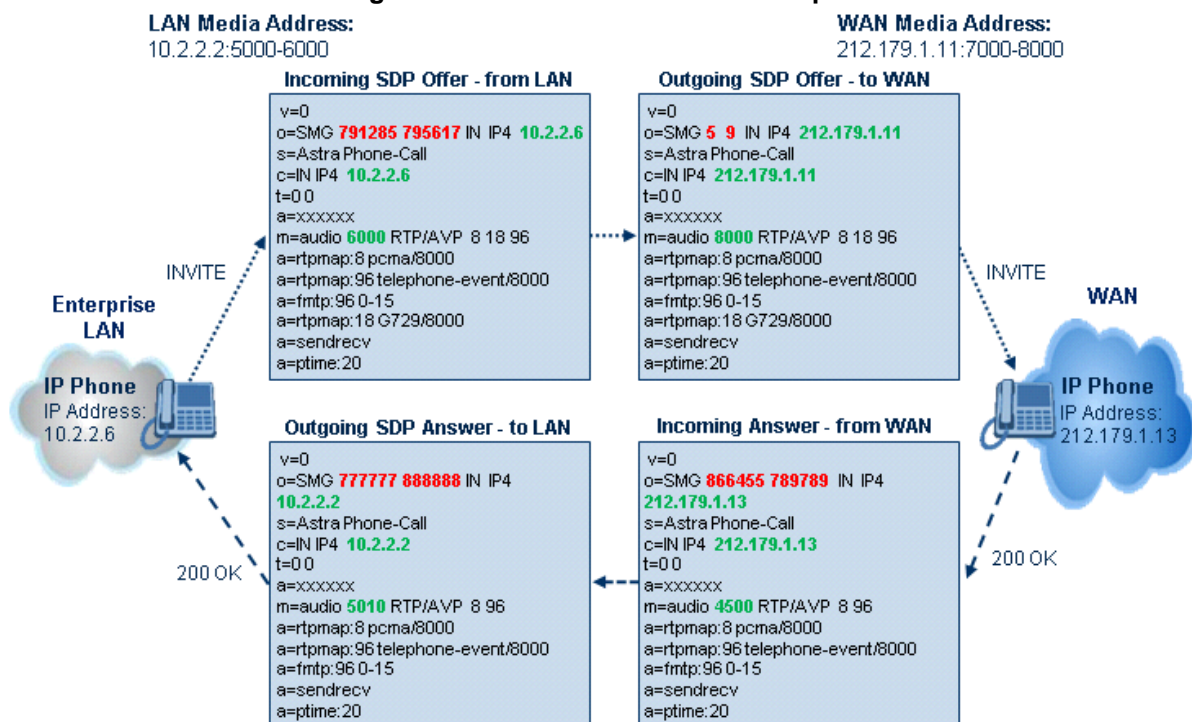 LAN Media Address:
10.2.2.2:5000-6000
WAN Media Address:
212.179.1.11:7000-8000
Incoming SDP Offer - from LAN
v=0
o=SMG 791285 795617 IN IP4 10.2.2.6
s=Astra Phone-Call
c=IN IP4 10.2.2.6
t=0 0
a=xxxxxx
m=audio 6000 RTP/AVP 8 18 96
a=rtpmap:8 pcma/8000
a=rtpmap:96 telephone-event/8000
a=fmtp:96 0-15
a=rtpmap:18 G729/8000
a=sendrecv
a=ptime:20
Outgoing SDP Offer - to WAN
v=0
o=SMG 5 9 IN IP4 212.179.1.11
s=Astra Phone-Call
c=IN IP4 212.179.1.11
t=0 0
a=xxxxxx
m=audio 8000 RTP/AVP 8 18 96
a=rtpmap:8 pcma/8000
a=rtpmap:96 telephone-event/8000
a=fmtp:96 0-15
a=rtpmap:18 G729/8000
a=sendrecv
a=ptime:20
INVITE
INVITE
Enterprise
LAN
IP Phone
IP Address:
10.2.2.6
WAN
IP Phone
IP Address:
212.179.1.13
Outgoing SDP Answer - to LAN
v=0
o=SMG 777777 888888 IN IP4
10.2.2.2
s=Astra Phone-Call
c=IN IP4 10.2.2.2
t=0 0
a=xxxxxx
m=audio 5010 RTP/AVP 8 96
a=rtpmap:8 pcma/8000
a=rtpmap:96 telephone-event/8000
a=fmtp:96 0-15
a=sendrecv
a=ptime:20
Incoming Answer - from WAN
v=0
o=SMG 866455 789789 IN IP4
212.179.1.13
s=Astra Phone-Call
c=IN IP4 212.179.1.13
t=0 0
a=xxxxxx
m=audio 4500 RTP/AVP 8 96
a=rtpmap:8 pcma/8000
a=rtpmap:96 telephone-event/8000
a=fmtp:96 0-15
a=sendrecv
a=ptime:20
200 OK
200 OK